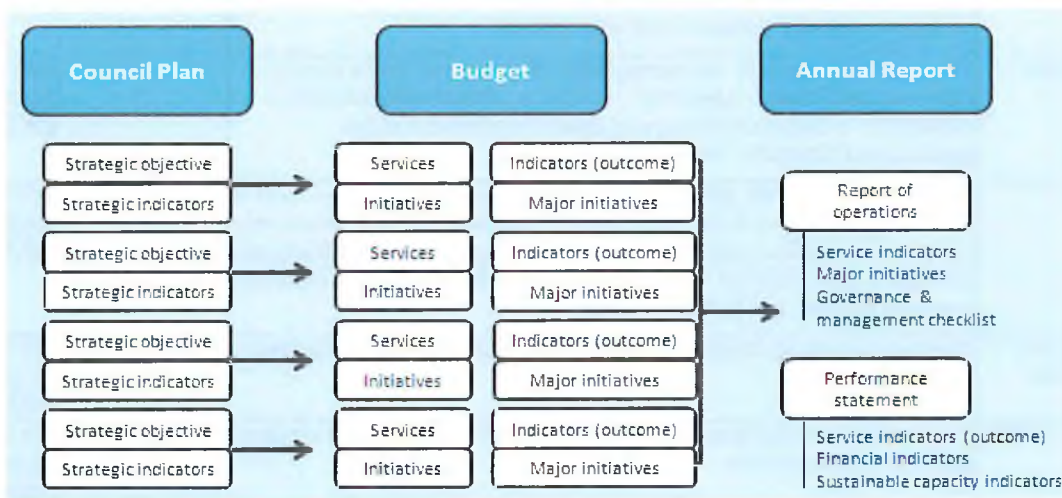 Council Plan
Budget
Annual Report
Strategic objective
Strategic indicators
Services
Initiatives
Indicators (outcome)
Major initiatives
Strategic objective
Strategic indicators
Services
Initiatives
Indicators (outcome)
Major initiatives
Strategic objective
Strategic indicators
Services
Initiatives
Indicators (outcome)
Major initiatives
Strategic objective
Strategic indicators
Services
Initiatives
Indicators (outcome)
Major initiatives
Report of
operations
Service indicators
Major initiatives
Governance &
management checklist
Performance
statement
Service indicators (outcome)
Financial indicators
Sustainable capacity indicators